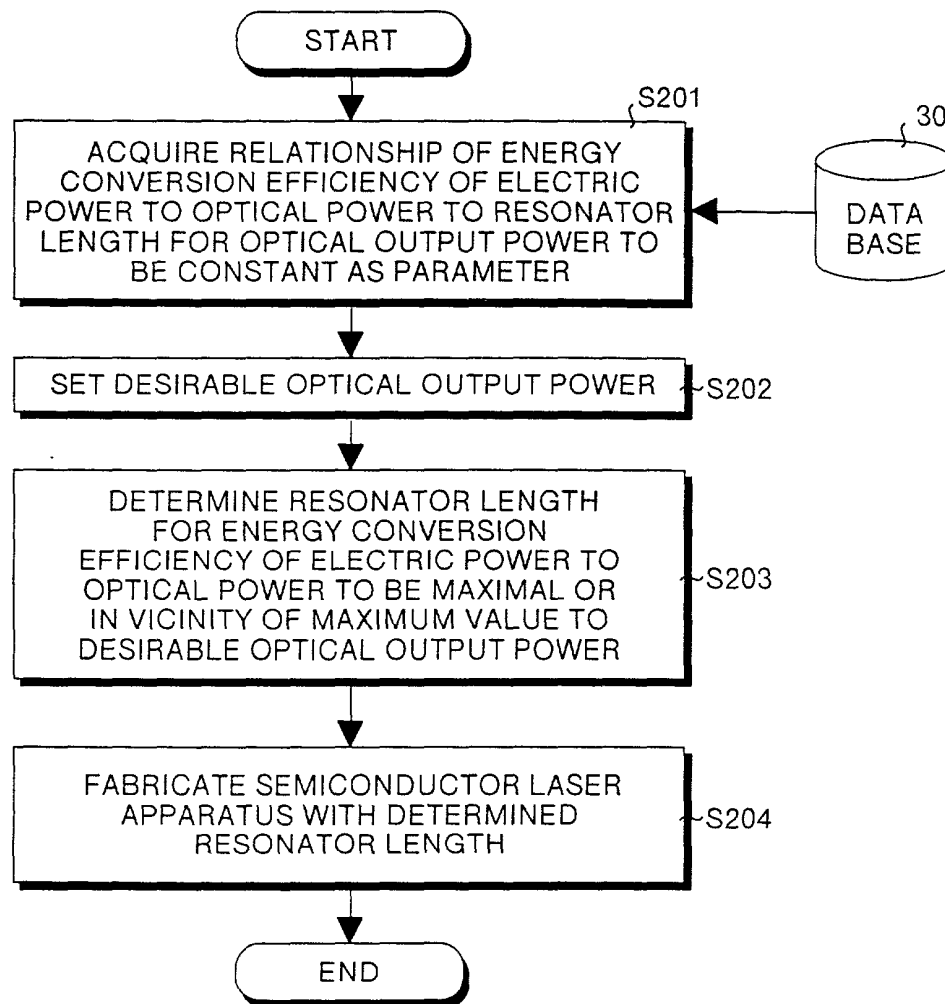 START
S201
30
ACQUIRE RELATIONSHIP OF ENERGY
CONVERSION EFFICIENCY OF ELECTRIC
POWER TO OPTICAL POWER TO RESONATOR
LENGTH FOR OPTICAL OUTPUT POWER TO
BE CONSTANT AS PARAMETER
DATA
BASE
SET DESIRABLE OPTICAL OUTPUT POWER
S202
DETERMINE RESONATOR LENGTH
FOR ENERGY CONVERSION
EFFICIENCY OF ELECTRIC POWER TO
OPTICAL POWER TO BE MAXIMAL OR
IN VICINITY OF MAXIMUM VALUE TO
DESIRABLE OPTICAL OUTPUT POWER
S203
FABRICATE SEMICONDUCTOR LASER
APPARATUS WITH DETERMINED
RESONATOR LENGTH
S204
END